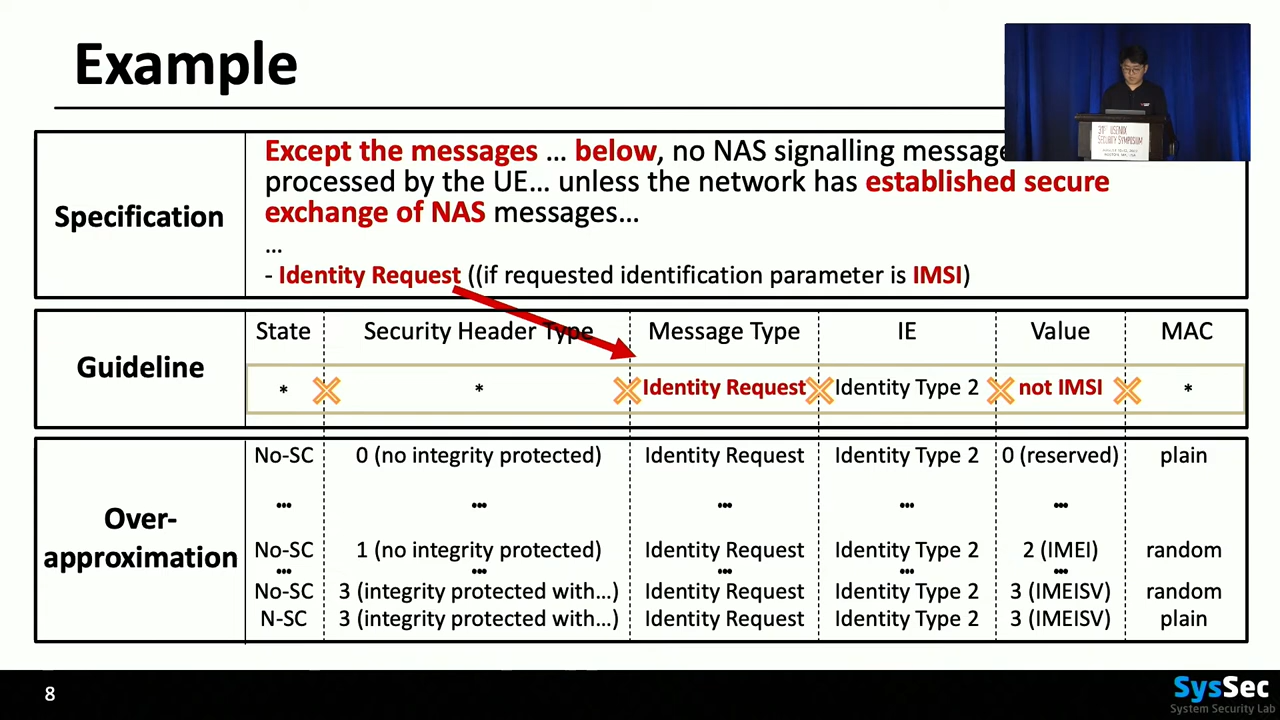 Example
31ST USENIX
SECURITY SYMPOSIUM
Specification
Except the messages … below, no NAS signalling message
processed by the UE… unless the network has established secure
exchange of NAS messages…
…
- Identity Request ((if requested identification parameter is IMSI)
Guideline
State Security Header Type Message Type IE Value MAC
* * Identity Request Identity Type 2 not IMSI *
Over-
approximation
No-SC 0 (no integrity protected) Identity Request Identity Type 2 0 (reserved) plain
… … … … …
No-SC 1 (no integrity protected) Identity Request Identity Type 2 2 (IMEI) random
… … … … …
No-SC 3 (integrity protected with…) Identity Request Identity Type 2 3 (IMEISV) random
N-SC 3 (integrity protected with…) Identity Request Identity Type 2 3 (IMEISV) plain
8
SysSec
System Security Lab